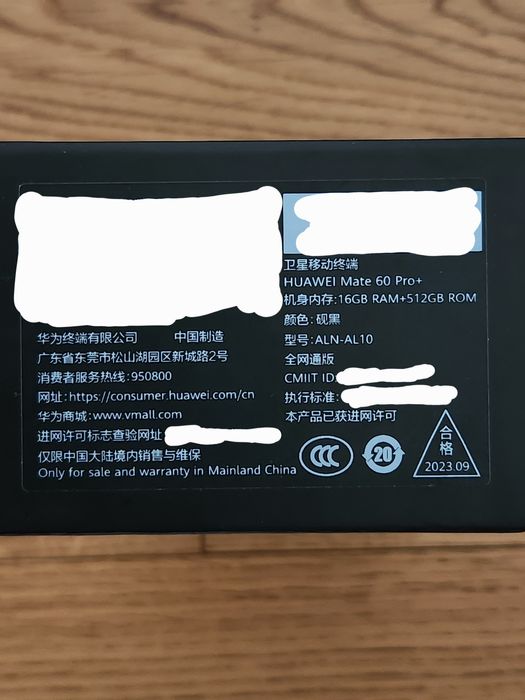 华为终端有限公司 中国制造
广东省东莞市松山湖园区新城路2号
消费者服务热线:950800
网址:https://consumer.huawei.com/cn
华为商城:www.vmall.com
进网许可标志查验网址
仅限中国大陆境内销售与维保
Only for sale and warranty in Mainland China
卫星移动终端
HUAWEI Mate 60 Pro+
机身内存:16GB RAM+512GB ROM
颜色: 砚黑
型号: ALN-AL10
全网通版
CMIIT ID
执行标准:
本产品已获进网许可
CCC
20
合格
2023.09